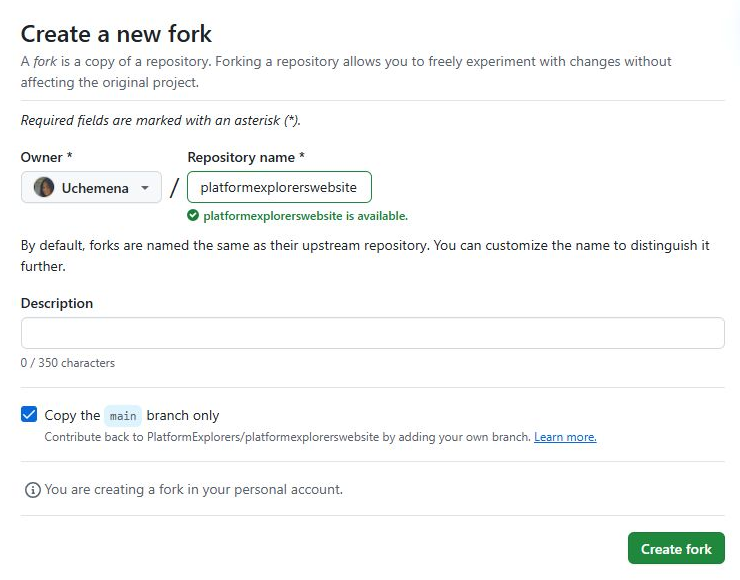 Create a new fork
A fork is a copy of a repository. Forking a repository allows you to freely experiment with changes without
affecting the original project.
Required fields are marked with an asterisk (*).
Owner *
Repository name *
Uchemena
/
platformexplorerswebsite
platformexplorerswebsite is available.
By default, forks are named the same as their upstream repository. You can customize the name to distinguish it
further.
Description
0 / 350 characters
Copy the main branch only
Contribute back to PlatformExplorers/platformexplorerswebsite by adding your own branch. Learn more.
You are creating a fork in your personal account.
Create fork